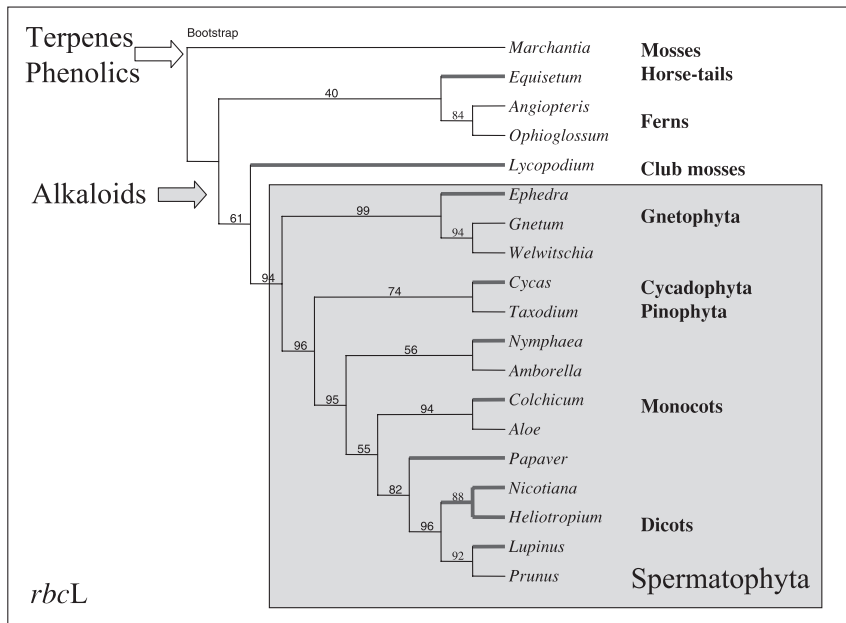 Terpenes
Phenolics
Bootstrap
Marchantia Mosses
Equisetum Horse-tails
40
Angiopteris
84
Ferns
Ophioglossum
Lycopodium Club mosses
Alkaloids
Ephedra
99
Gnetophyta
61
Gnetum
94
Welwitschia
94
Cycas Cycadophyta
74
Taxodium Pinophyta
96
Nymphaea
56
Amborella
95
Colchicum Monocots
94
Aloe
55
Papaver
82
Nicotiana
88
Heliotropium Dicots
96
Lupinus
92
Prunus Spermatophyta
rbcL